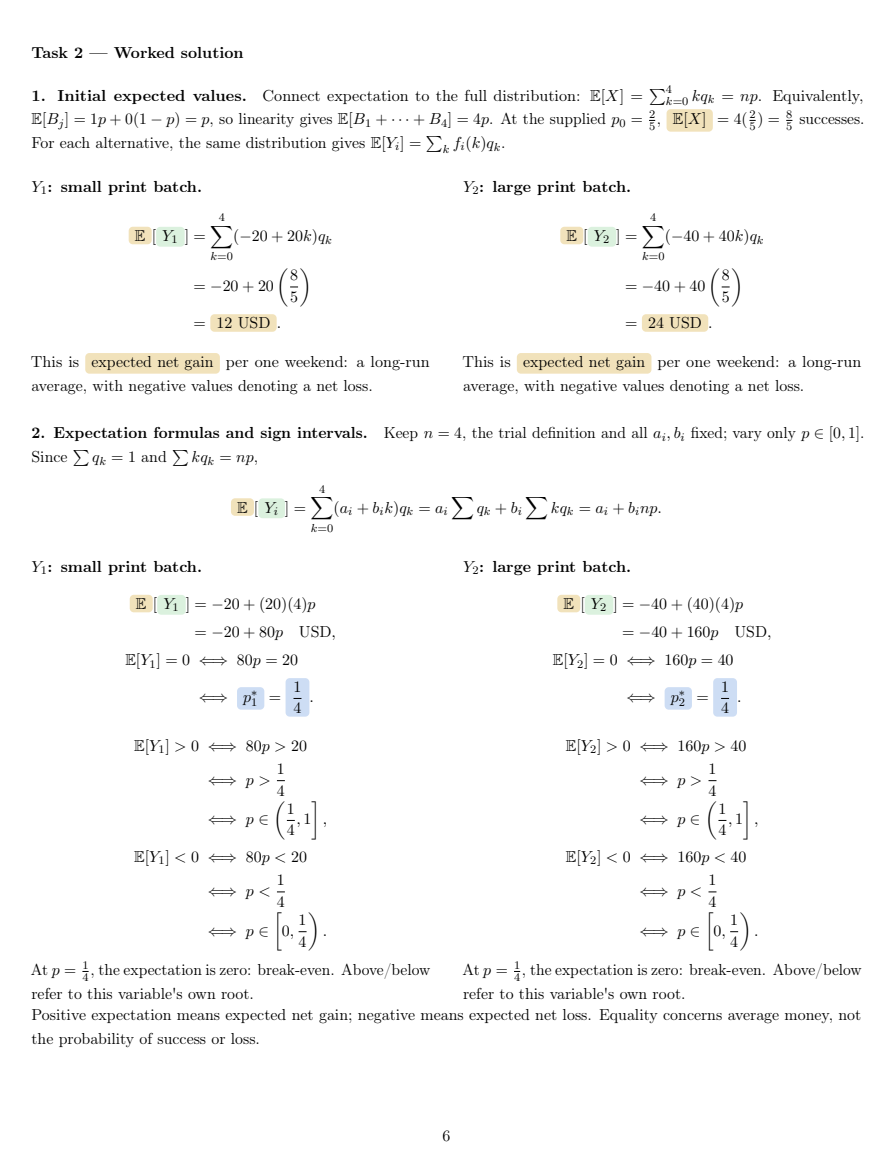 Task 2 — Worked solution
1. Initial expected values. Connect expectation to the full distribution: 𝔼[X] = ∑_{k=0}^{4} kq_k = np. Equivalently,
𝔼[B_j] = 1p + 0(1 − p) = p, so linearity gives 𝔼[B_1 + ⋯ + B_4] = 4p. At the supplied p_0 = 2/5, 𝔼[X] = 4(2/5) = 8/5 successes.
For each alternative, the same distribution gives 𝔼[Y_i] = ∑_k f_i(k)q_k.
Y_1: small print batch.
𝔼[Y_1] = ∑_{k=0}^{4} (−20 + 20k)q_k
= −20 + 20(8/5)
= 12 USD.
This is expected net gain per one weekend: a long-run
average, with negative values denoting a net loss.
Y_2: large print batch.
𝔼[Y_2] = ∑_{k=0}^{4} (−40 + 40k)q_k
= −40 + 40(8/5)
= 24 USD.
This is expected net gain per one weekend: a long-run
average, with negative values denoting a net loss.
2. Expectation formulas and sign intervals. Keep n = 4, the trial definition and all a_i, b_i fixed; vary only p ∈ [0, 1].
Since ∑ q_k = 1 and ∑ kq_k = np,
𝔼[Y_i] = ∑_{k=0}^{4} (a_i + b_i k)q_k = a_i ∑ q_k + b_i ∑ kq_k = a_i + b_i np.
Y_1: small print batch.
𝔼[Y_1] = −20 + (20)(4)p
= −20 + 80p USD,
𝔼[Y_1] = 0 ⟺ 80p = 20
⟺ p_1^* = 1/4.
𝔼[Y_1] > 0 ⟺ 80p > 20
⟺ p > 1/4
⟺ p ∈ (1/4, 1],
𝔼[Y_1] < 0 ⟺ 80p < 20
⟺ p < 1/4
⟺ p ∈ [0, 1/4).
At p = 1/4, the expectation is zero: break-even. Above/below
refer to this variable's own root.
Y_2: large print batch.
𝔼[Y_2] = −40 + (40)(4)p
= −40 + 160p USD,
𝔼[Y_2] = 0 ⟺ 160p = 40
⟺ p_2^* = 1/4.
𝔼[Y_2] > 0 ⟺ 160p > 40
⟺ p > 1/4
⟺ p ∈ (1/4, 1],
𝔼[Y_2] < 0 ⟺ 160p < 40
⟺ p < 1/4
⟺ p ∈ [0, 1/4).
At p = 1/4, the expectation is zero: break-even. Above/below
refer to this variable's own root.
Positive expectation means expected net gain; negative means expected net loss. Equality concerns average money, not
the probability of success or loss.
6